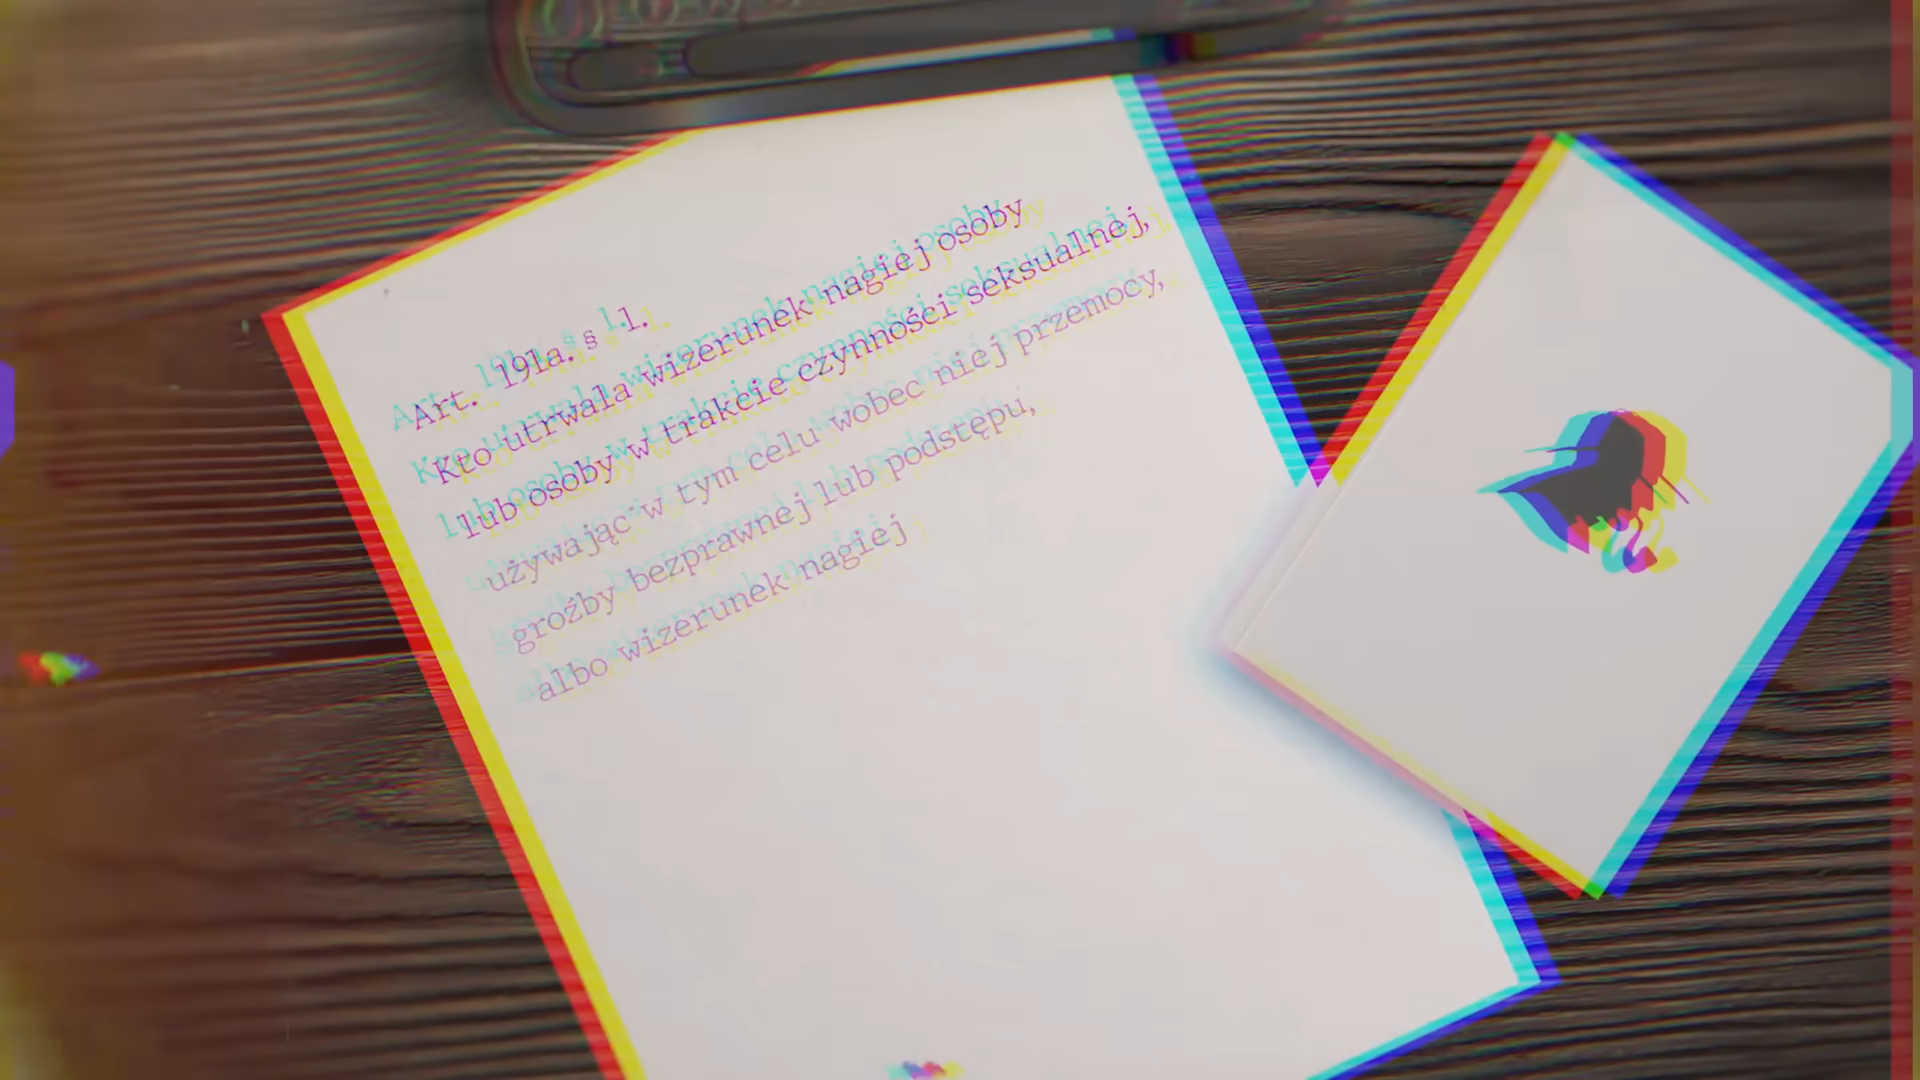 Art. 191a. § 1.
Kto utrwala wizerunek nagiej osoby
lub osoby w trakcie czynności seksualnej,
używając w tym celu wobec niej przemocy,
groźby bezprawnej lub podstępu,
albo wizerunek nagiej